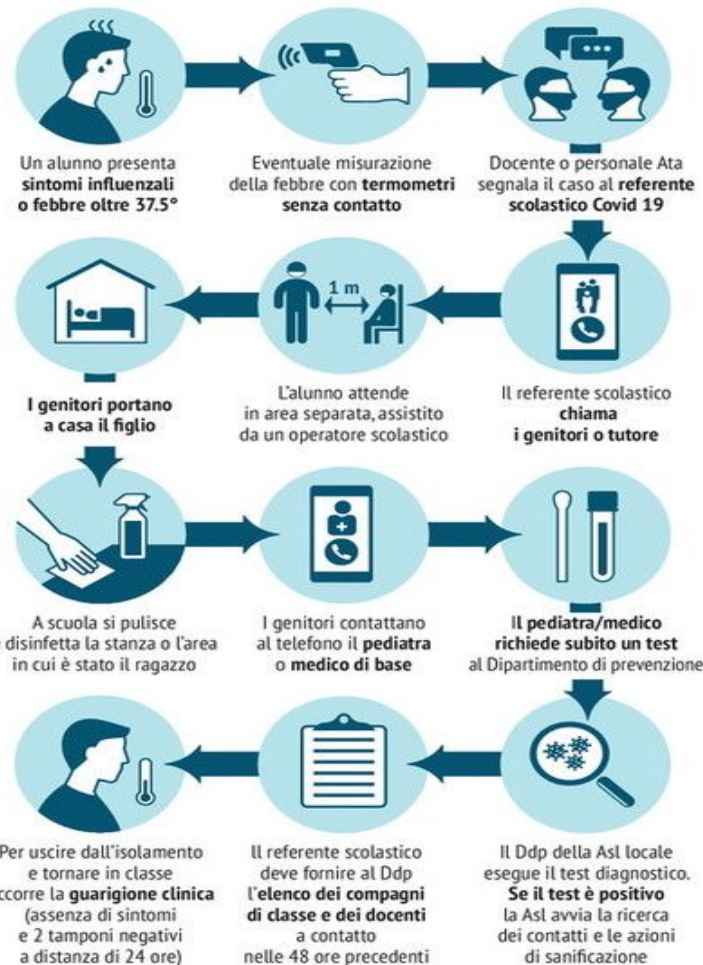 Un alunno presenta
sintomi influenzali
o febbre oltre 37.5°
Eventuale misurazione
della febbre con termometri
senza contatto
Docente o personale Ata
segnala il caso al referente
scolastico Covid 19
Il referente scolastico
chiama
i genitori o tutore
1 m
L'alunno attende
in area separata, assistito
da un operatore scolastico
I genitori portano
a casa il figlio
A scuola si pulisce
disinfetta la stanza o l'area
in cui è stato il ragazzo
I genitori contattano
al telefono il pediatra
o medico di base
Il pediatra/medico
richiede subito un test
al Dipartimento di prevenzione
Il Ddp della Asl locale
esegue il test diagnostico.
Se il test è positivo
la Asl avvia la ricerca
dei contatti e le azioni
di sanificazione
Il referente scolastico
deve fornire al Ddp
l'elenco dei compagni
di classe e dei docenti
a contatto
nelle 48 ore precedenti
Per uscire dall'isolamento
e tornare in classe
ccorre la guarigione clinica
(assenza di sintomi
e 2 tamponi negativi
a distanza di 24 ore)